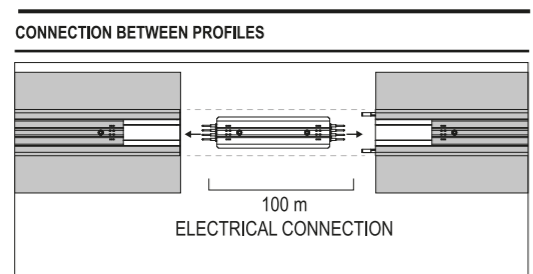 CONNECTION BETWEEN PROFILES
100 m
ELECTRICAL CONNECTION